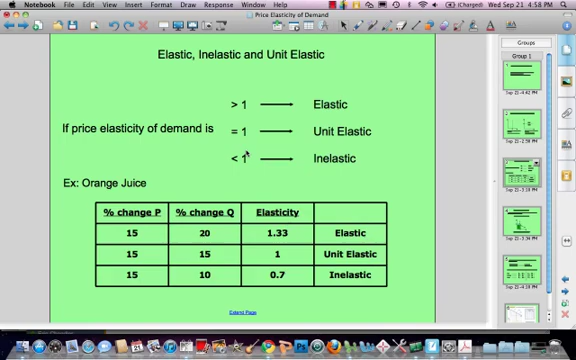 Notebook File Edit View Insert Format Draw Response Window Help (Charged) Wed Sep 21 4:58 PM
Price Elasticity of Demand
Elastic, Inelastic and Unit Elastic
> 1 Elastic
If price elasticity of demand is = 1 Unit Elastic
< 1 Inelastic
Ex: Orange Juice
% change P % change Q Elasticity
15 20 1.33 Elastic
15 15 1 Unit Elastic
15 10 0.7 Inelastic
Extend Page
Groups
Group 1